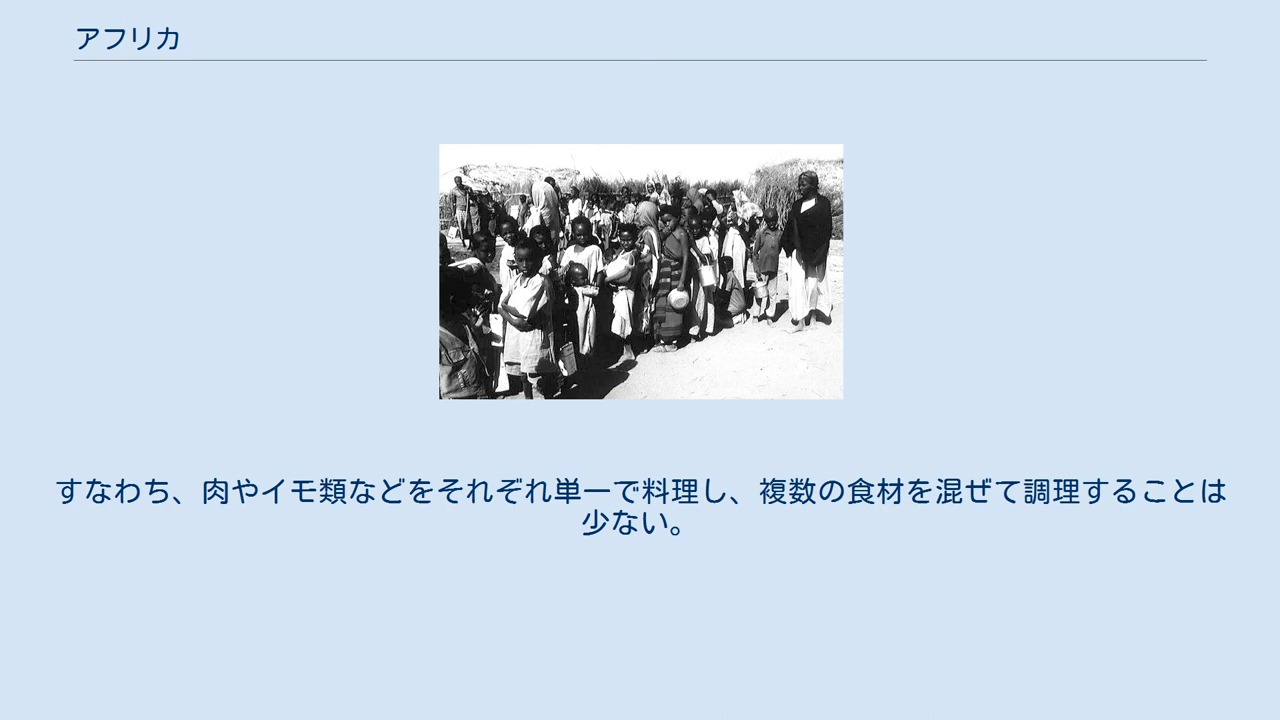 アフリカ
すなわち、肉やイモ類などをそれぞれ単一で料理し、複数の食材を混ぜて調理することは
少ない。